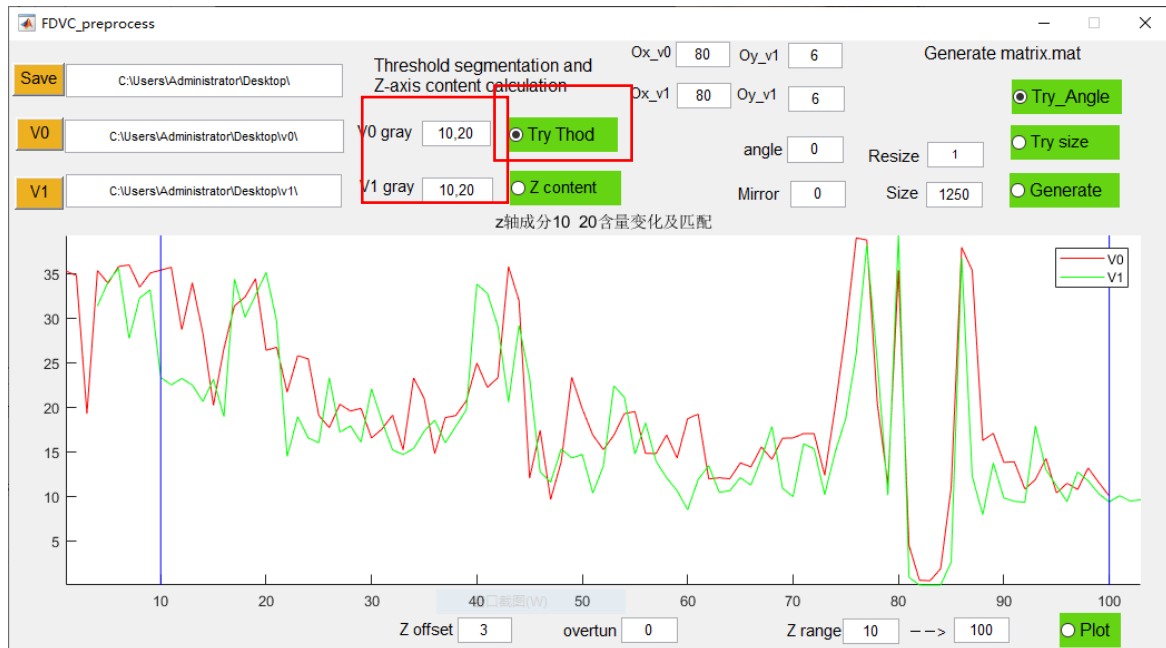 FDVC_preprocess
Save C:\Users\Administrator\Desktop\
V0 C:\Users\Administrator\Desktop\v0\
V1 C:\Users\Administrator\Desktop\v1\
Threshold segmentation and
Z-axis content calculation
V0 gray 10,20 Try Thod
V1 gray 10,20 Z content
Ox_v0 80 Oy_v1 6
Ox_v1 80 Oy_v1 6
angle 0 Resize 1
Mirror 0 Size 1250
Generate matrix.mat
Try_Angle
Try size
Generate
z轴成分10 20含量变化及匹配
V0
V1
35
30
25
20
15
10
5
10 20 30 40 50 60 70 80 90 100
截图(W)
Z offset 3 overtun 0 Z range 10 --> 100 Plot